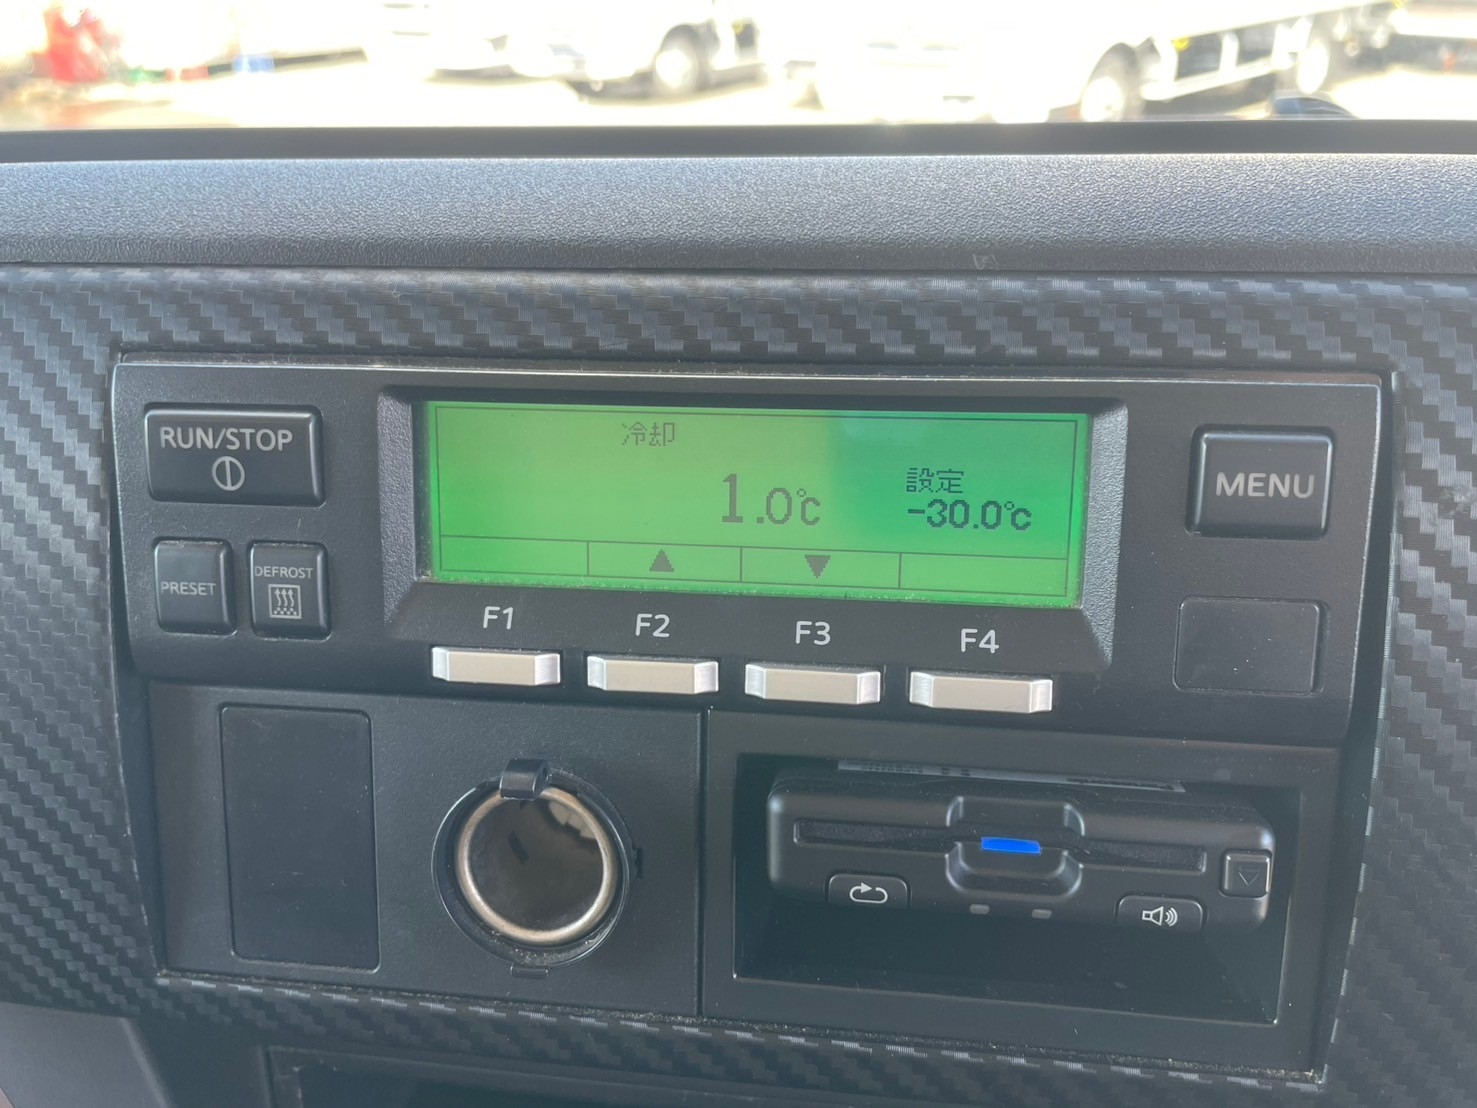 RUN/STOP
PRESET
DEFROST
冷却
1.0℃
設定
-30.0℃
▲ ▼
F1 F2 F3 F4
MENU